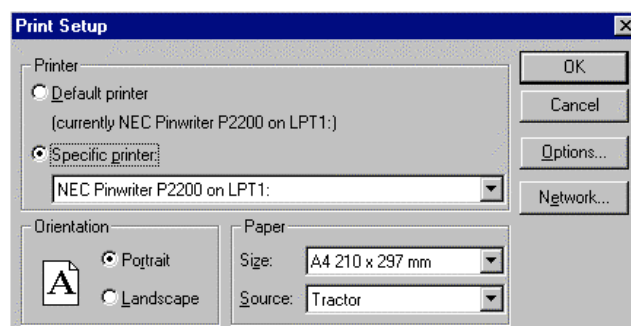 Print Setup
Printer
Default printer
(currently NEC Pinwriter P2200 on LPT1:)
Specific printer:
NEC Pinwriter P2200 on LPT1:
OK
Cancel
Options...
Network...
Orientation
A
Portrait
Landscape
Paper
Size: A4 210 x 297 mm
Source: Tractor